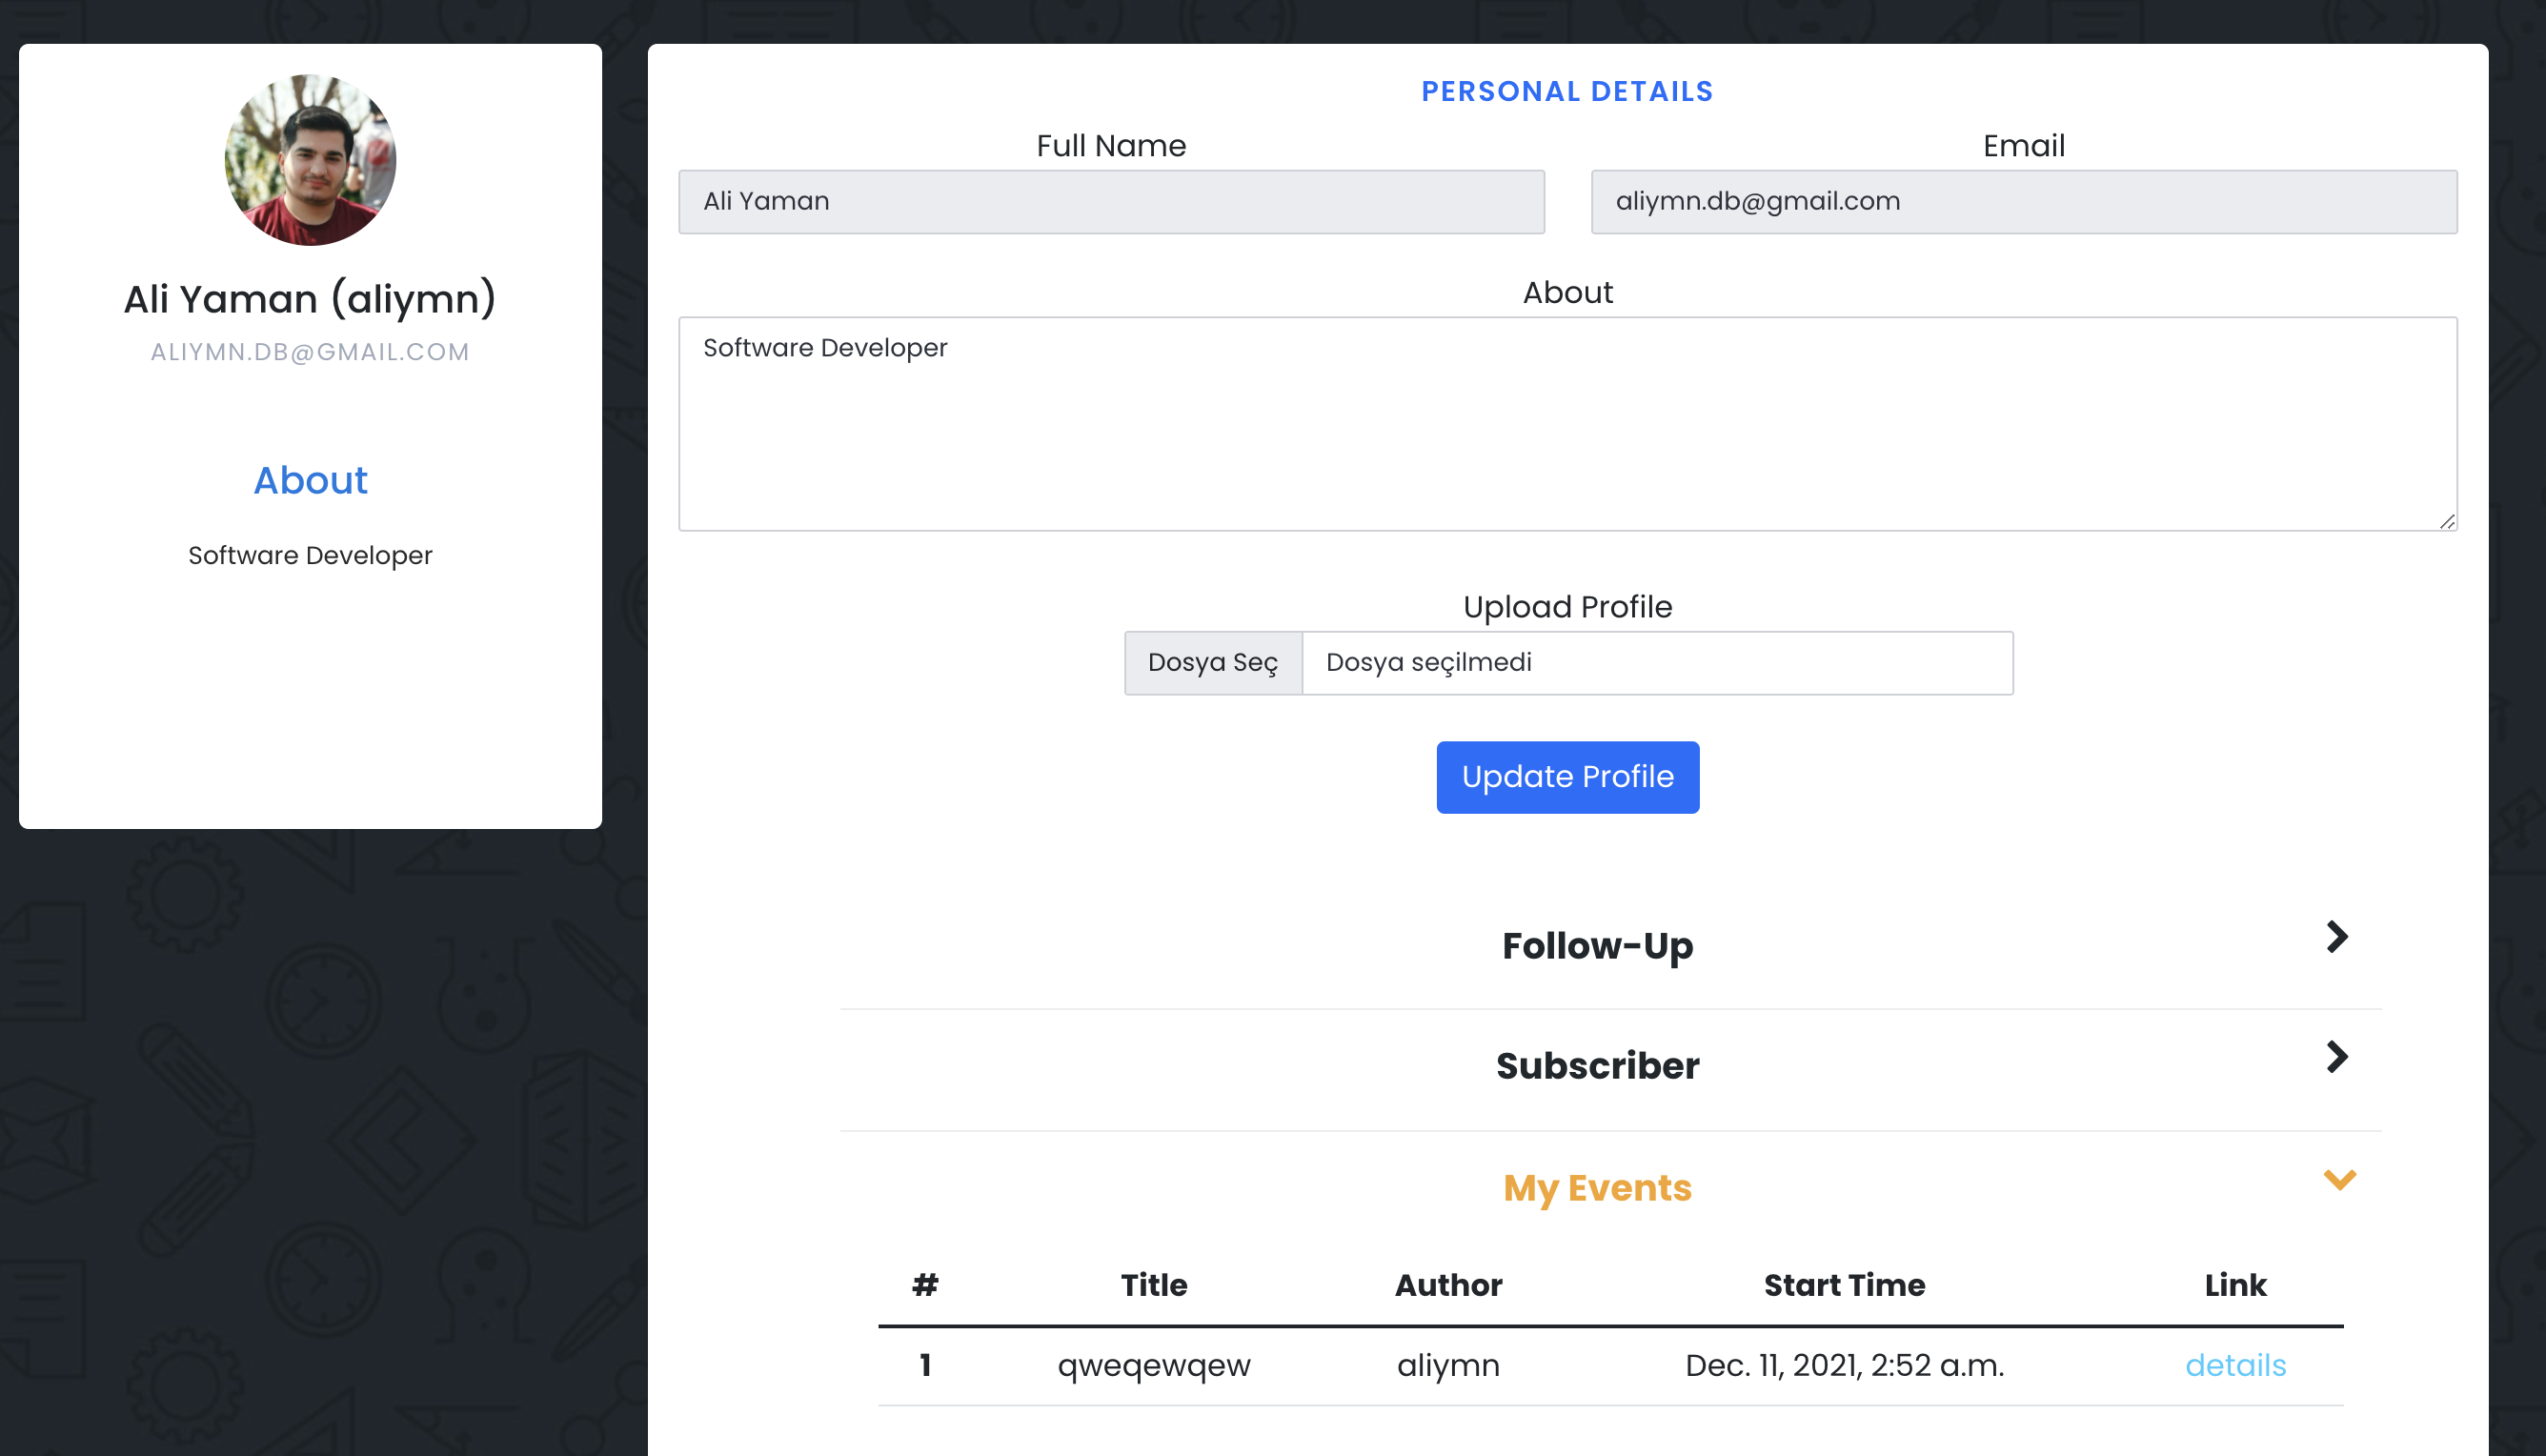 Ali Yaman (aliymn)
ALIYMN.DB@GMAIL.COM
About
Software Developer
PERSONAL DETAILS
Full Name
Email
Ali Yaman
aliymn.db@gmail.com
About
Software Developer
Upload Profile
Dosya Seç Dosya seçilmedi
Update Profile
Follow-Up
Subscriber
My Events
# Title Author Start Time Link
1 qweqewqew aliymn Dec. 11, 2021, 2:52 a.m. details